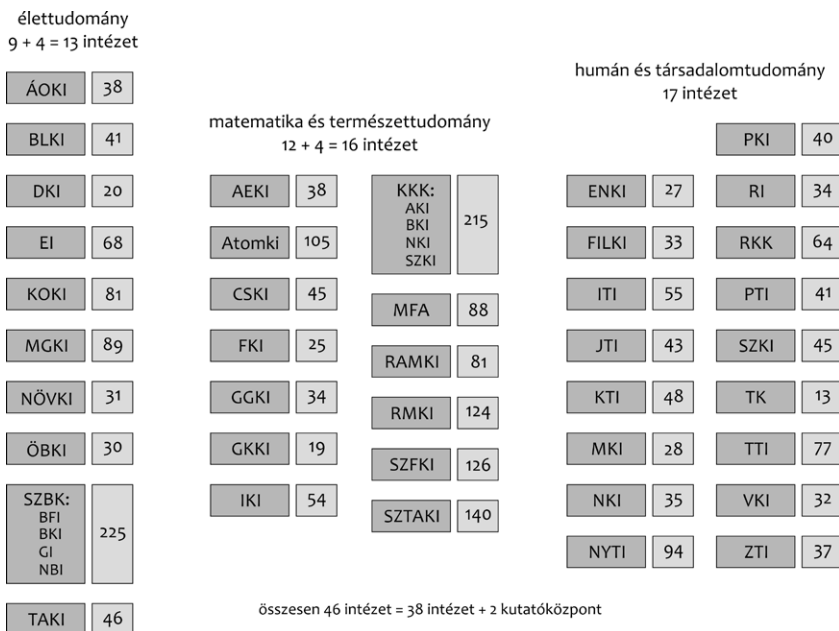 élettudomány
9 + 4 = 13 intézet
ÁOKI 38
BLKI 41
DKI 20
EI 68
KOKI 81
MGKI 89
NÖVKI 31
ÖBKI 30
SZBK:
BFI
BKI
GI
NBI
225
TAKI 46
matematika és természettudomány
12 + 4 = 16 intézet
AEKI 38
Atomki 105
CSKI 45
FKI 25
GGKI 34
GKKI 19
IKI 54
KKK:
AKI
BKI
NKI
SZKI
215
MFA 88
RAMKI 81
RMKI 124
SZFKI 126
SZTAKI 140
humán és társadalomtudomány
17 intézet
ENKI 27
FILKI 33
ITI 55
JTI 43
KTI 48
MKI 28
NKI 35
NYTI 94
PKI 40
RI 34
RKK 64
PTI 41
SZKI 45
TK 13
TTI 77
VKI 32
ZTI 37
összesen 46 intézet = 38 intézet + 2 kutatóközpont